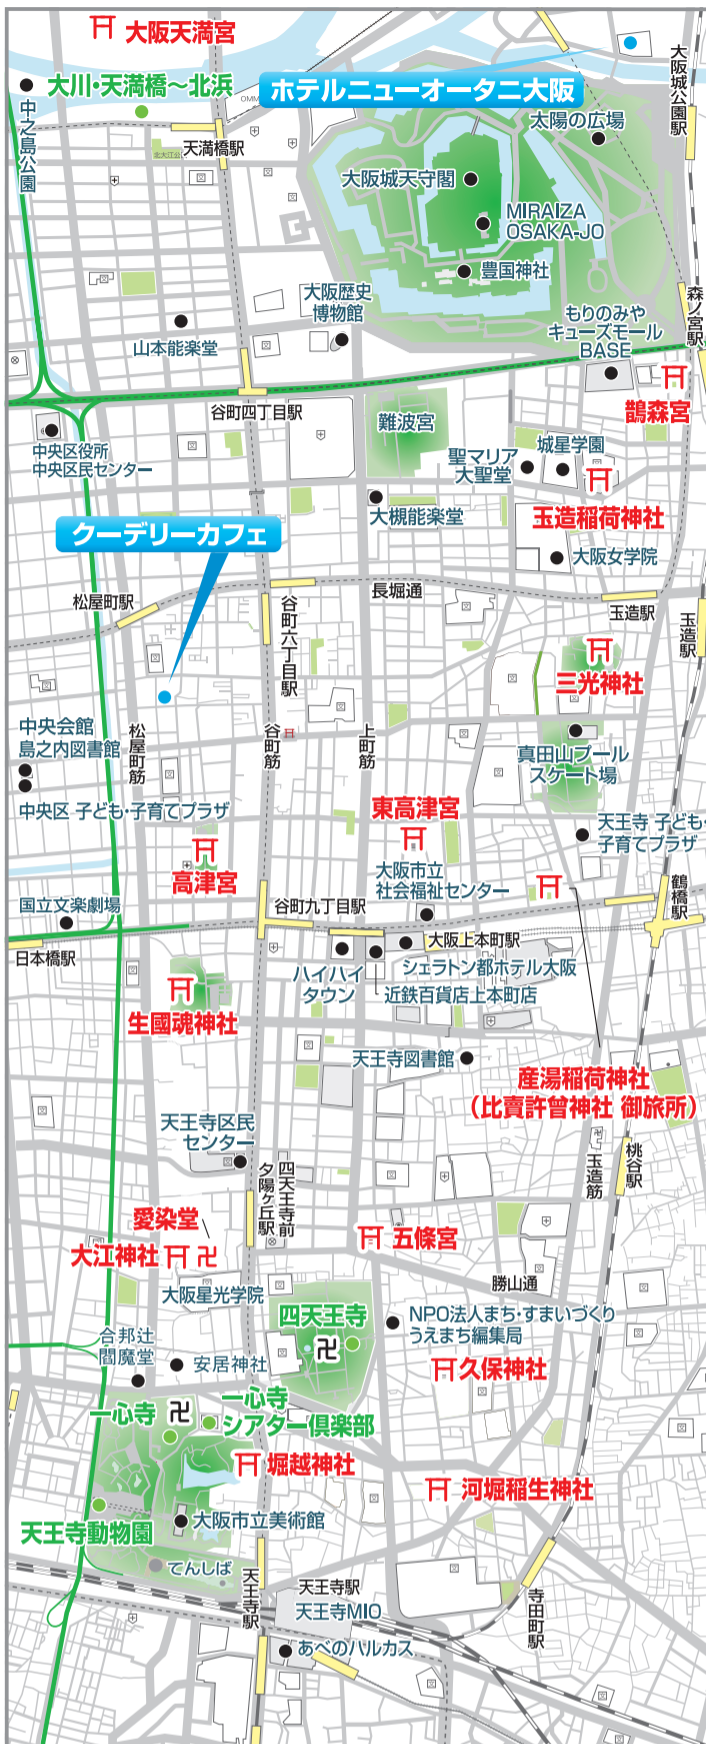 大阪天満宮
大川・天満橋～北浜
ホテルニューオータニ大阪
大阪城公園駅
中之島公園
OMM
天満橋駅
北大江公
太陽の広場
大阪城天守閣
MIRAIZA
OSAKA-JO
豊国神社
大阪歴史
博物館
山本能楽堂
もりのみや
キューズモール
BASE
森ノ宮駅
鵲森宮
谷町四丁目駅
難波宮
中央区役所
中央区民センター
聖マリア
大聖堂
城星学園
大槻能楽堂
玉造稲荷神社
クーデリーカフェ
大阪女学院
松屋町駅
谷町六丁目駅
長堀通
玉造駅
玉造駅
三光神社
中央会館
島之内図書館
松屋町筋
谷町筋
上町筋
真田山プール
スケート場
中央区 子ども・子育てプラザ
東高津宮
天王寺 子ども・
子育てプラザ
高津宮
大阪市立
社会福祉センター
国立文楽劇場
谷町九丁目駅
鶴橋駅
日本橋駅
大阪上本町駅
ハイハイ
タウン
シェラトン都ホテル大阪
近鉄百貨店上本町店
生國魂神社
天王寺図書館
産湯稲荷神社
（比賣許曽神社 御旅所）
天王寺区民
センター
四天王寺前
夕陽ヶ丘駅
玉造筋
桃谷駅
愛染堂
大江神社
卍
五條宮
大阪星光学院
勝山通
四天王寺
卍
NPO法人まち・すまいづくり
うえまち編集局
合邦辻
閻魔堂
安居神社
久保神社
一心寺
卍
一心寺
シアター倶楽部
堀越神社
河堀稲生神社
天王寺動物園
大阪市立美術館
てんしば
天王寺駅
天王寺駅
天王寺MIO
寺田町駅
あべのハルカス